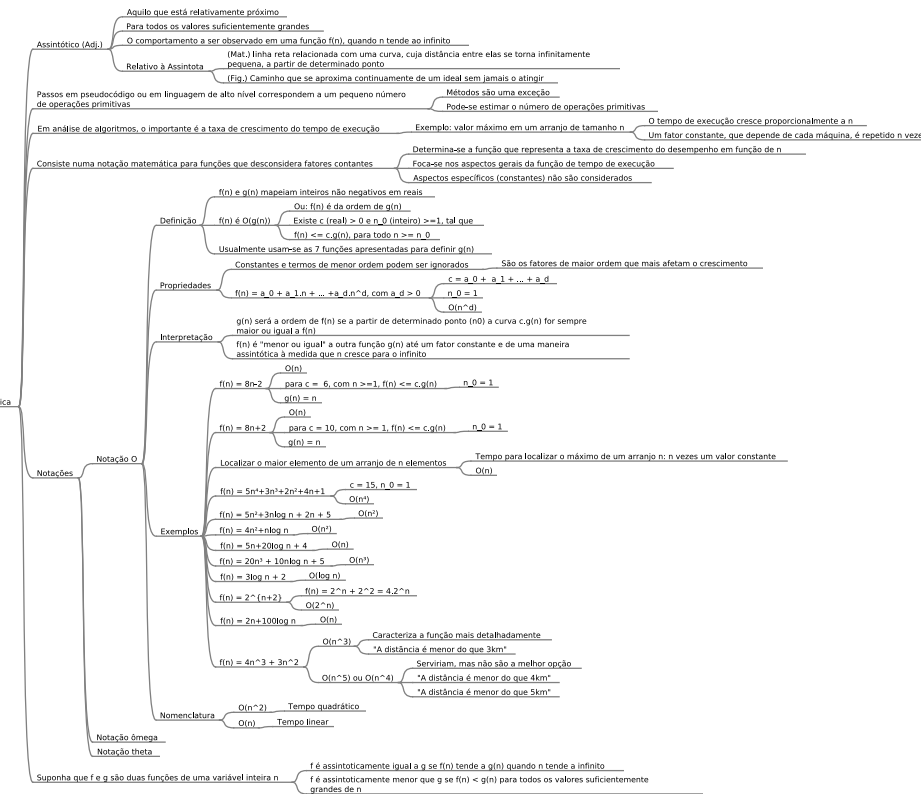 Aquilo que está relativamente próximo
Para todos os valores suficientemente grandes
Assintótico (Adj.)
O comportamento a ser observado em uma função f(n), quando n tende ao infinito
(Mat.) linha reta relacionada com uma curva, cuja distância entre elas se torna infinitamente
pequena, a partir de determinado ponto
Relativo à Assintota
(Fig.) Caminho que se aproxima continuamente de um ideal sem jamais o atingir
Passos em pseudocódigo ou em linguagem de alto nível correspondem a um pequeno número
de operações primitivas
Métodos são uma exceção
Pode-se estimar o número de operações primitivas
Em análise de algoritmos, o importante é a taxa de crescimento do tempo de execução
Exemplo: valor máximo em um arranjo de tamanho n
O tempo de execução cresce proporcionalmente a n
Um fator constante, que depende de cada máquina, é repetido n veze
Consiste numa notação matemática para funções que desconsidera fatores contantes
Determina-se a função que representa a taxa de crescimento do desempenho em função de n
Foca-se nos aspectos gerais da função de tempo de execução
Aspectos específicos (constantes) não são considerados
ica
Notações
Notação O
Definição
f(n) e g(n) mapeiam inteiros não negativos em reais
f(n) é O(g(n))
Ou: f(n) é da ordem de g(n)
Existe c (real) > 0 e n_0 (inteiro) >=1, tal que
f(n) <= c.g(n), para todo n >= n_0
Usualmente usam-se as 7 funções apresentadas para definir g(n)
Propriedades
Constantes e termos de menor ordem podem ser ignorados
São os fatores de maior ordem que mais afetam o crescimento
f(n) = a_0 + a_1.n + ... +a_d.n^d, com a_d > 0
c = a_0 + a_1 + ... + a_d
n_0 = 1
O(n^d)
Interpretação
g(n) será a ordem de f(n) se a partir de determinado ponto (n0) a curva c.g(n) for sempre
maior ou igual a f(n)
f(n) é "menor ou igual" a outra função g(n) até um fator constante e de uma maneira
assintótica à medida que n cresce para o infinito
Exemplos
f(n) = 8n-2
O(n)
para c = 6, com n >=1, f(n) <= c.g(n)
n_0 = 1
g(n) = n
f(n) = 8n+2
O(n)
para c = 10, com n >= 1, f(n) <= c.g(n)
n_0 = 1
g(n) = n
Localizar o maior elemento de um arranjo de n elementos
Tempo para localizar o máximo de um arranjo n: n vezes um valor constante
O(n)
f(n) = 5n⁴+3n³+2n²+4n+1
c = 15, n_0 = 1
O(n⁴)
f(n) = 5n²+3nlog n + 2n + 5
O(n²)
f(n) = 4n²+nlog n
O(n²)
f(n) = 5n+20log n + 4
O(n)
f(n) = 20n³ + 10nlog n + 5
O(n³)
f(n) = 3log n + 2
O(log n)
f(n) = 2^{n+2}
f(n) = 2^n + 2^2 = 4.2^n
O(2^n)
f(n) = 2n+100log n
O(n)
f(n) = 4n^3 + 3n^2
O(n^3)
Caracteriza a função mais detalhadamente
"A distância é menor do que 3km"
O(n^5) ou O(n^4)
Serviriam, mas não são a melhor opção
"A distância é menor do que 4km"
"A distância é menor do que 5km"
Nomenclatura
O(n^2)
Tempo quadrático
O(n)
Tempo linear
Notação ômega
Notação theta
Suponha que f e g são duas funções de uma variável inteira n
f é assintoticamente igual a g se f(n) tende a g(n) quando n tende a infinito
f é assintoticamente menor que g se f(n) < g(n) para todos os valores suficientemente
grandes de n